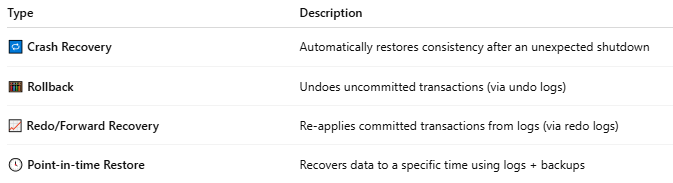 Type Description
Crash Recovery Automatically restores consistency after an unexpected shutdown
Rollback Undoes uncommitted transactions (via undo logs)
Redo/Forward Recovery Re-applies committed transactions from logs (via redo logs)
Point-in-time Restore Recovers data to a specific time using logs + backups